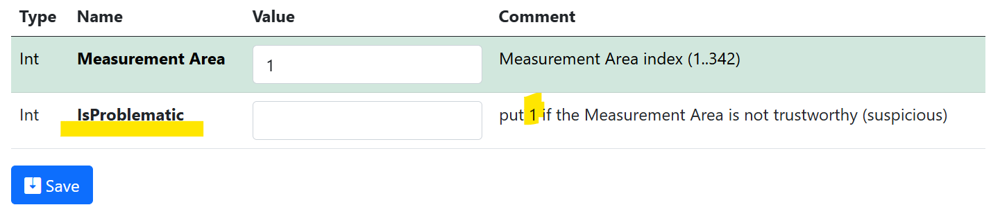 Type Name Value Comment
Int Measurement Area 1 Measurement Area index (1..342)
Int IsProblematic put 1 if the Measurement Area is not trustworthy (suspicious)
Save